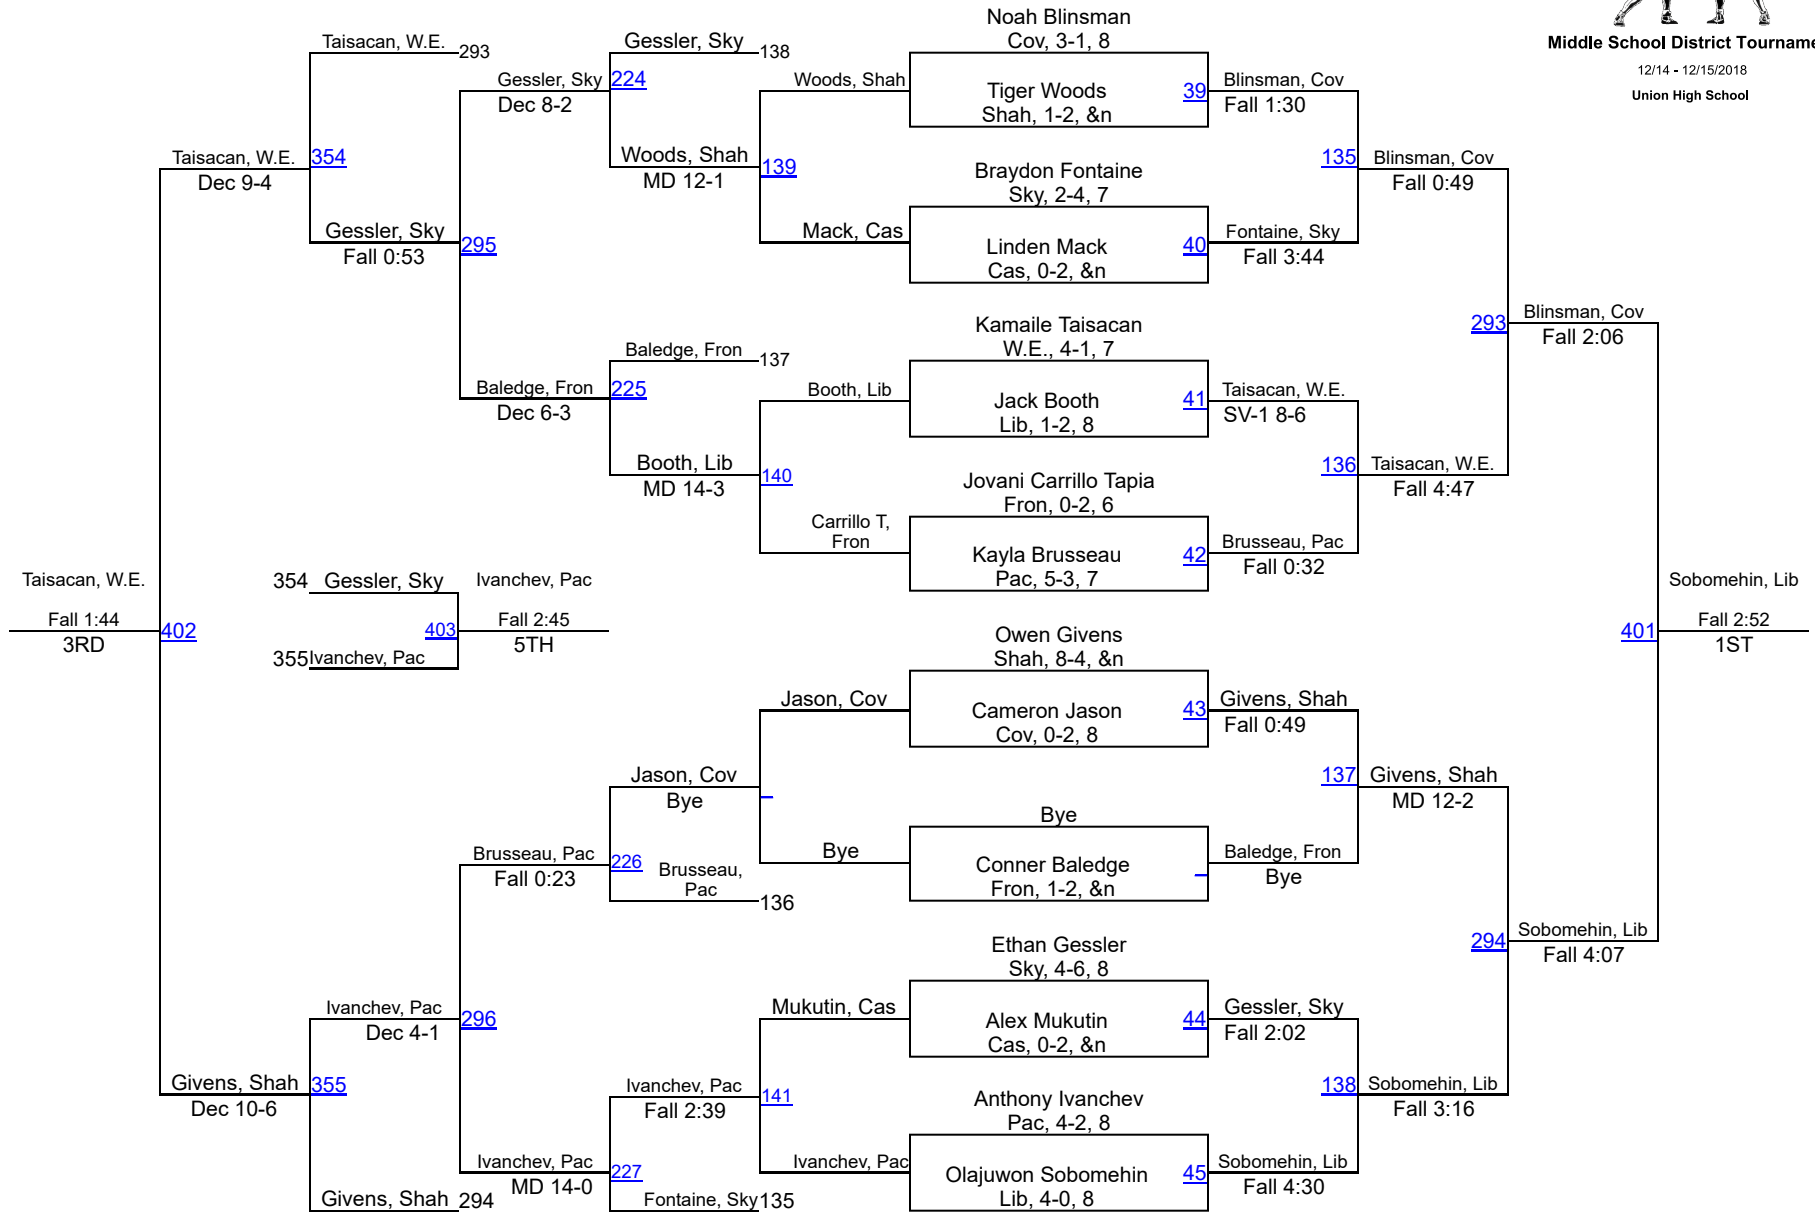 Middle School District Tourname
12/14 - 12/15/2018
Union High School
Taisacan, W.E.
293
Gessler, Sky
Dec 8-2
224
Gessler, Sky
138
Woods, Shah
MD 12-1
139
Woods, Shah
Mack, Cas
Taisacan, W.E.
Dec 9-4
354
Gessler, Sky
Fall 0:53
295
Baledge, Fron
Dec 6-3
225
Baledge, Fron
137
Booth, Lib
MD 14-3
140
Booth, Lib
Carrillo T,
Fron
Taisacan, W.E.
Fall 1:44
3RD
402
354
Gessler, Sky
355
Ivanchev, Pac
403
Ivanchev, Pac
Fall 2:45
5TH
Jason, Cov
Bye
Jason, Cov
Bye
Brusseau, Pac
Fall 0:23
226
Brusseau,
Pac
136
Ivanchev, Pac
Dec 4-1
296
Givens, Shah
Dec 10-6
355
Givens, Shah
294
Ivanchev, Pac
MD 14-0
227
Ivanchev, Pac
Fall 2:39
141
Fontaine, Sky
135
Mukutin, Cas
Ivanchev, Pac
Noah Blinsman
Cov, 3-1, 8
Tiger Woods
Shah, 1-2, &n
39
Braydon Fontaine
Sky, 2-4, 7
Linden Mack
Cas, 0-2, &n
40
Kamaile Taisacan
W.E., 4-1, 7
Jack Booth
Lib, 1-2, 8
41
Jovani Carrillo Tapia
Fron, 0-2, 6
Kayla Brusseau
Pac, 5-3, 7
42
Owen Givens
Shah, 8-4, &n
Cameron Jason
Cov, 0-2, 8
43
Bye
Conner Baledge
Fron, 1-2, &n
Ethan Gessler
Sky, 4-6, 8
Alex Mukutin
Cas, 0-2, &n
44
Anthony Ivanchev
Pac, 4-2, 8
Olajuwon Sobomehin
Lib, 4-0, 8
45
Blinsman, Cov
Fall 1:30
135
Fontaine, Sky
Fall 3:44
Blinsman, Cov
Fall 0:49
Taisacan, W.E.
SV-1 8-6
136
Brusseau, Pac
Fall 0:32
Taisacan, W.E.
Fall 4:47
293
Blinsman, Cov
Fall 2:06
Givens, Shah
Fall 0:49
137
Baledge, Fron
Bye
Givens, Shah
MD 12-2
Gessler, Sky
Fall 2:02
138
Sobomehin, Lib
Fall 4:30
Sobomehin, Lib
Fall 3:16
294
Sobomehin, Lib
Fall 4:07
401
Sobomehin, Lib
Fall 2:52
1ST